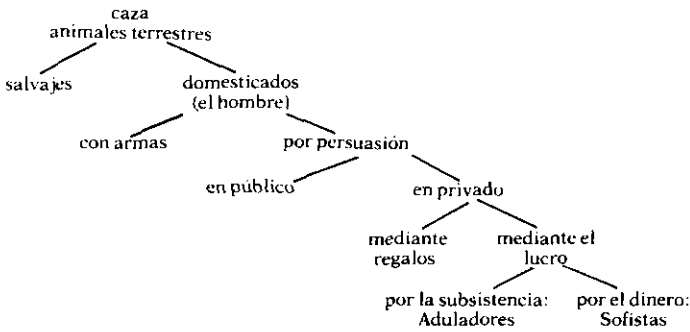 caza
animales terrestres
salvajes
domesticados
(el hombre)
con armas
por persuasión
en público
en privado
mediante
regalos
mediante el
lucro
por la subsistencia:
Aduladores
por el dinero:
Sofistas